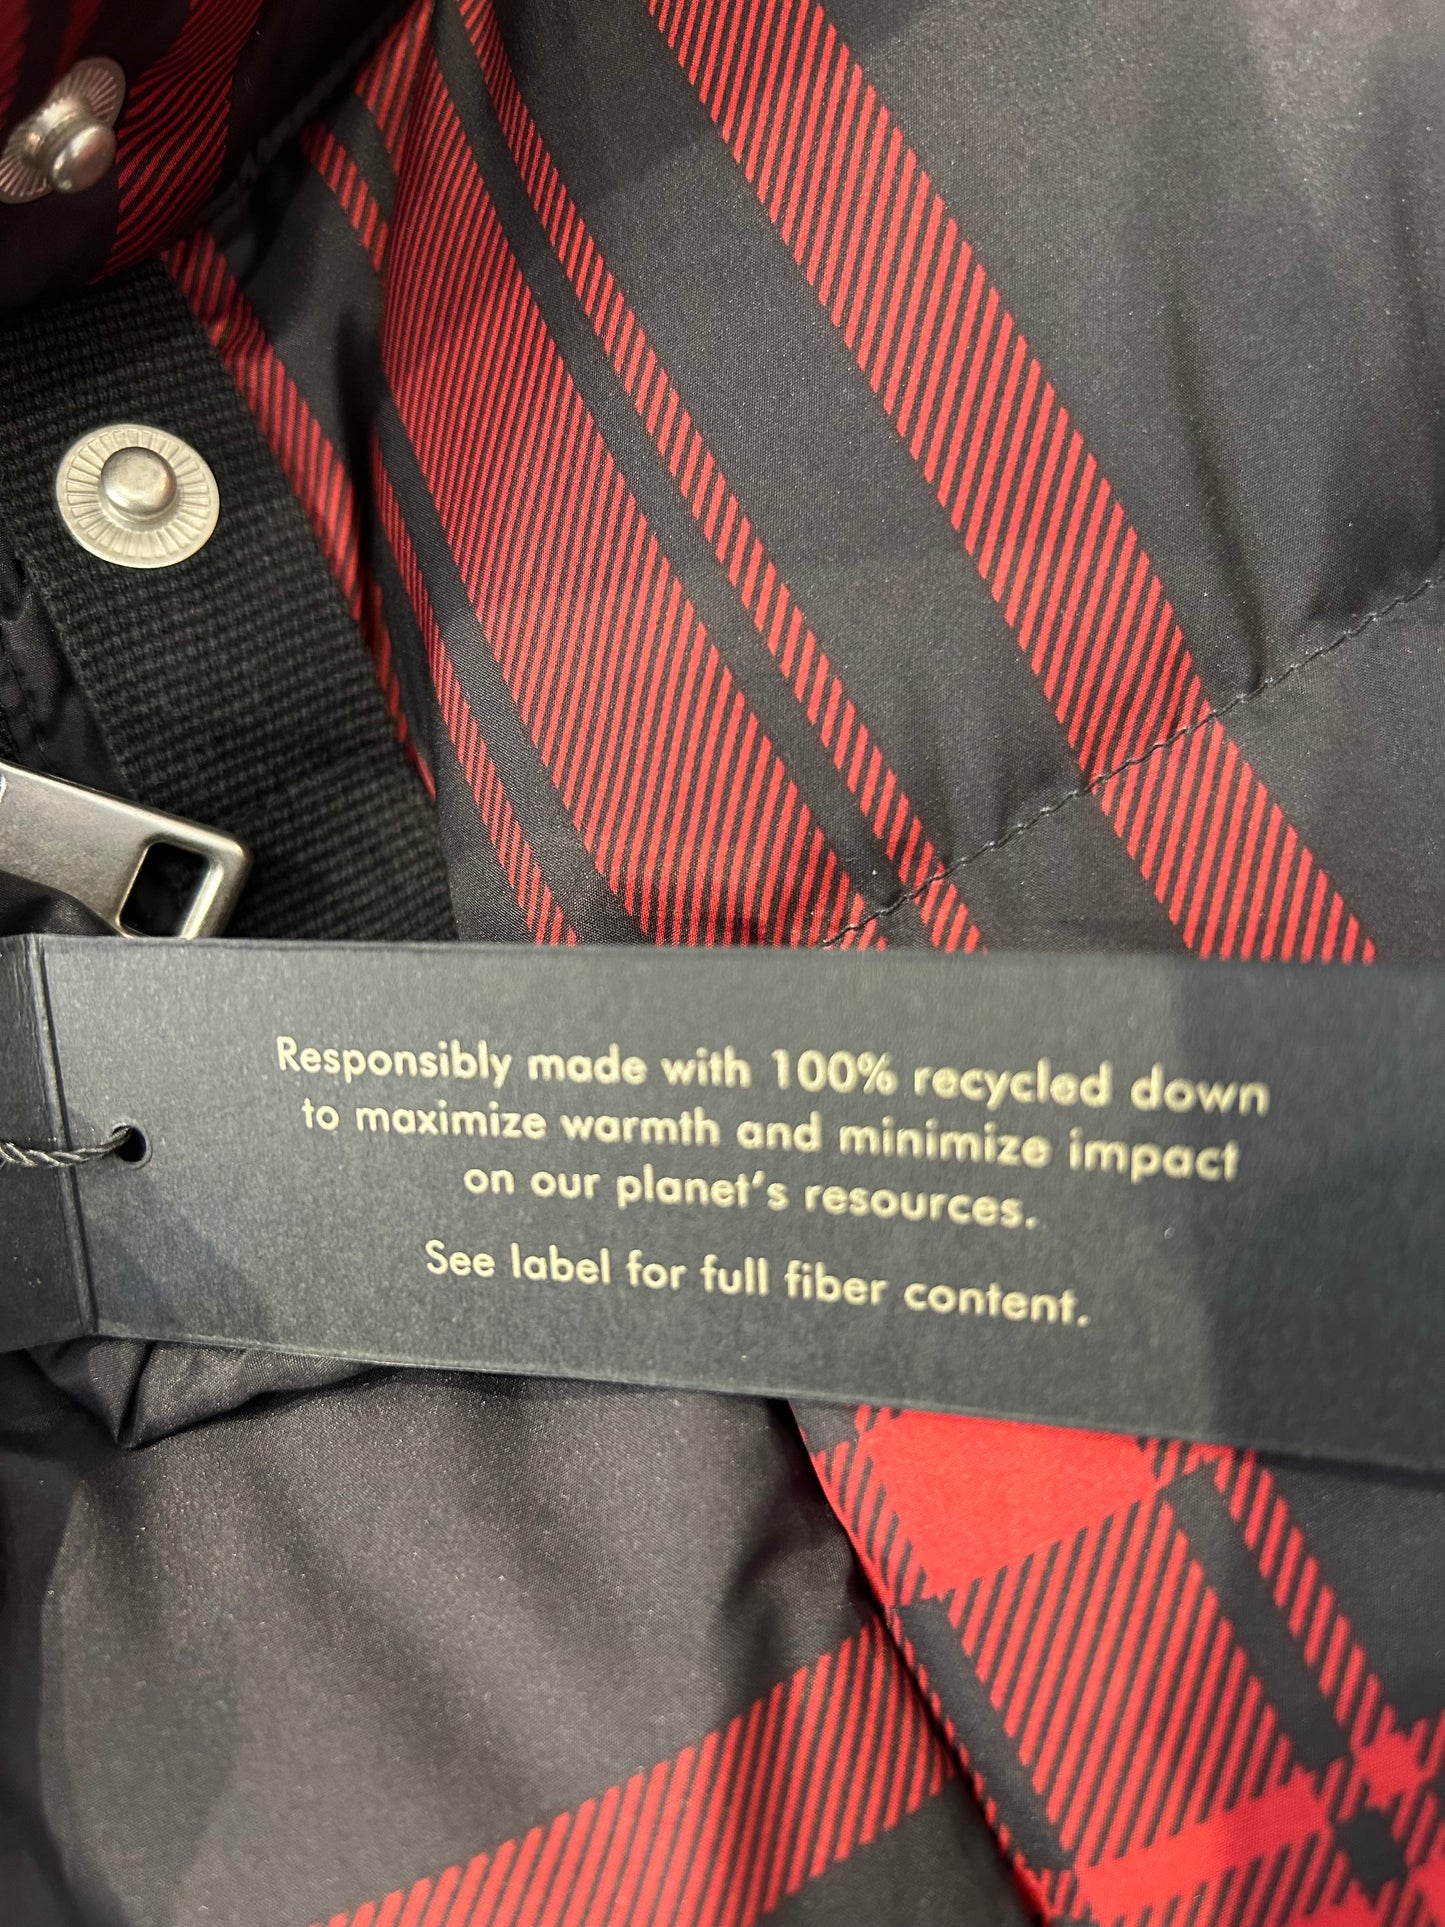 Responsibly made with 100% recycled down
to maximize warmth and minimize impact
on our planet's resources.
See label for full fiber content.